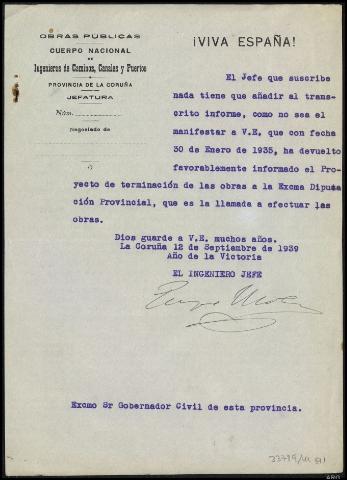 OBRAS PÚBLICAS
CUERPO NACIONAL
DE
Ingenieros de Caminos, Canales y Puertos
PROVINCIA DE LA CORUÑA
JEFATURA
Núm.
Negociado de
¡VIVA ESPAÑA!
El Jefe que suscribe
nada tiene que añadir al trans-
crito informe, como no sea el
manifestar a V.E, que con fecha
30 de Enero de 1935, ha devuelto
favorablemente informado el Pro-
yecto de terminación de las obras a la Excma Diputa
ción Provincial, que es la llamada a efectuar las
obras.
Dios guarde a V.E. muchos años.
La Coruña 12 de Septiembre de 1939
Año de la Victoria
EL INGENIERO JEFE
Excmo Sr Gobernador Civil de esta provincia.